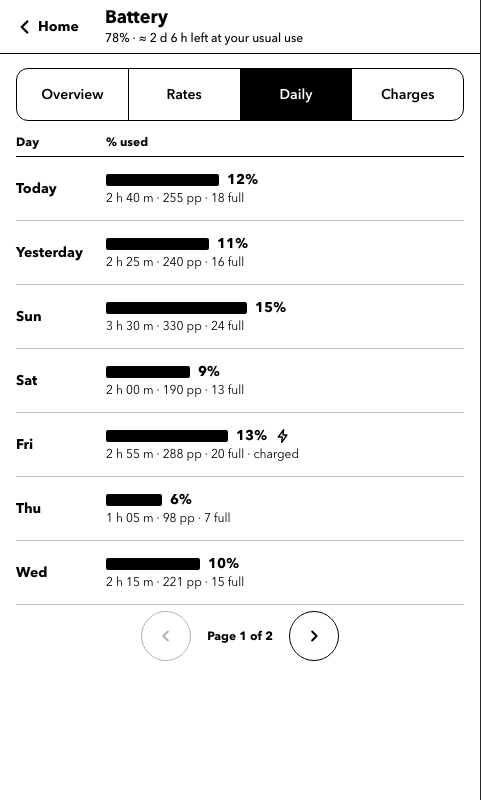 Home
Battery
78% · ≈ 2 d 6 h left at your usual use
Overview Rates Daily Charges
Day % used
Today 12%
2 h 40 m · 255 pp · 18 full
Yesterday 11%
2 h 25 m · 240 pp · 16 full
Sun 15%
3 h 30 m · 330 pp · 24 full
Sat 9%
2 h 00 m · 190 pp · 13 full
Fri 13%
2 h 55 m · 288 pp · 20 full · charged
Thu 6%
1 h 05 m · 98 pp · 7 full
Wed 10%
2 h 15 m · 221 pp · 15 full
Page 1 of 2